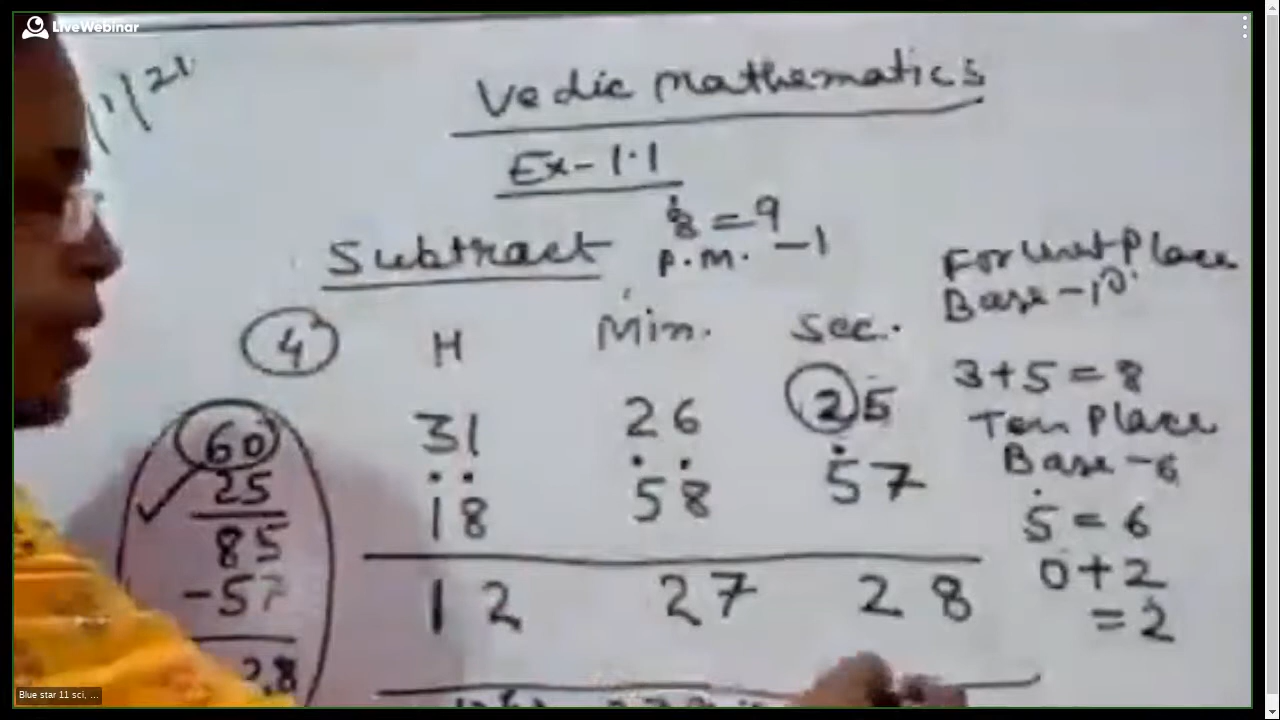 LiveWebinar
/1/21
Vedic Mathematics
Ex-1.1
Subtract
8 = 9
P.M. -1
For Unit Place
Base -10
4
H Min. Sec.
31 26 25
18 58 57
12 27 28
3+5=8
Ten Place
Base -6
5 = 6
0+2
=2
60
25
85
-57
28
Blue star 11 sci, ...